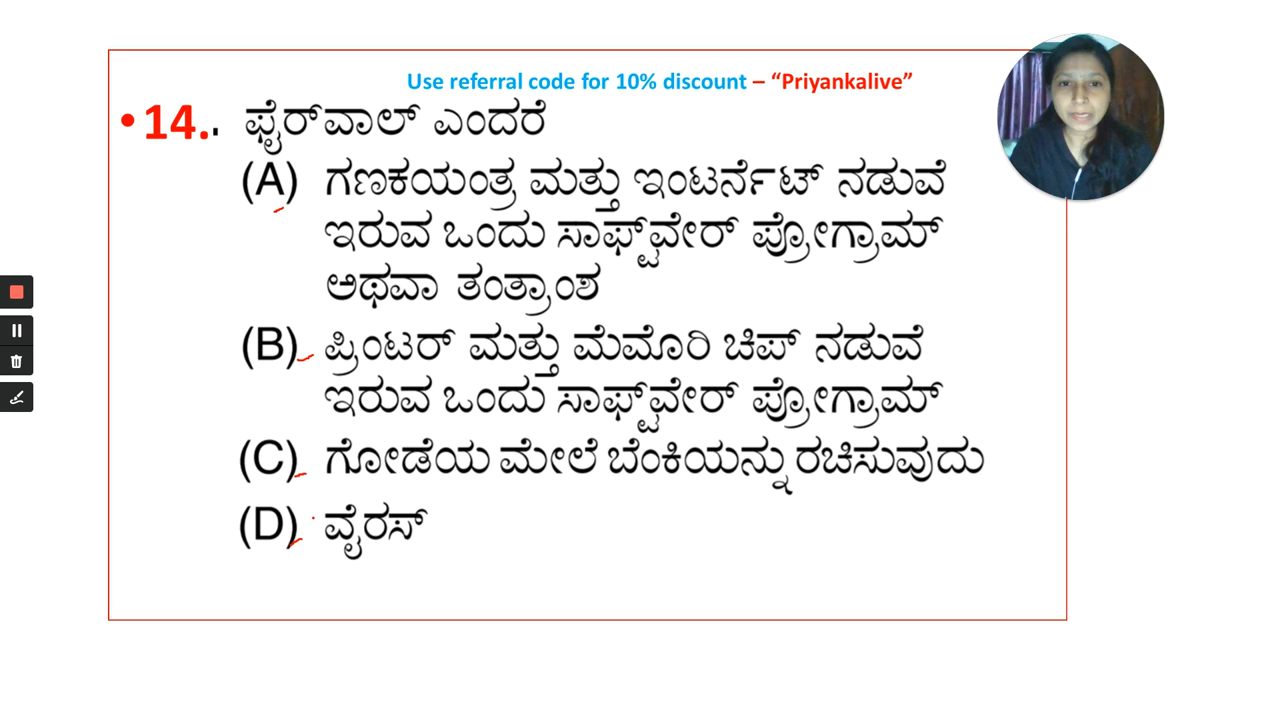 Use referral code for 10% discount – “Priyankalive”
• 14.. ಫೈರ್‌ವಾಲ್ ಎಂದರೆ
(A) ಗಣಕಯಂತ್ರ ಮತ್ತು ಇಂಟರ್ನೆಟ್ ನಡುವೆ
ಇರುವ ಒಂದು ಸಾಫ್ಟ್‌ವೇರ್ ಪ್ರೋಗ್ರಾಮ್
ಅಥವಾ ತಂತ್ರಾಂಶ
(B) ಪ್ರಿಂಟರ್ ಮತ್ತು ಮೆಮೊರಿ ಚಿಪ್ ನಡುವೆ
ಇರುವ ಒಂದು ಸಾಫ್ಟ್‌ವೇರ್ ಪ್ರೋಗ್ರಾಮ್
(C) ಗೋಡೆಯ ಮೇಲೆ ಬೆಂಕಿಯನ್ನು ರಚಿಸುವುದು
(D) ವೈರಸ್